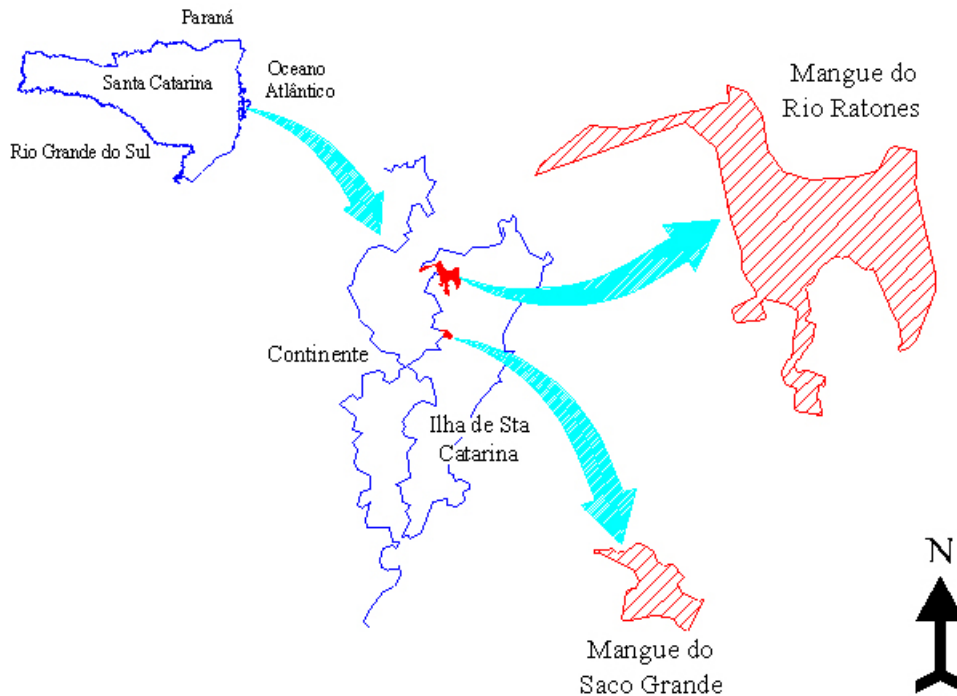 Paraná
Santa Catarina
Oceano
Atlântico
Rio Grande do Sul
Mangue do
Rio Ratones
Continente
Ilha de Sta
Catarina
Mangue do
Saco Grande
N